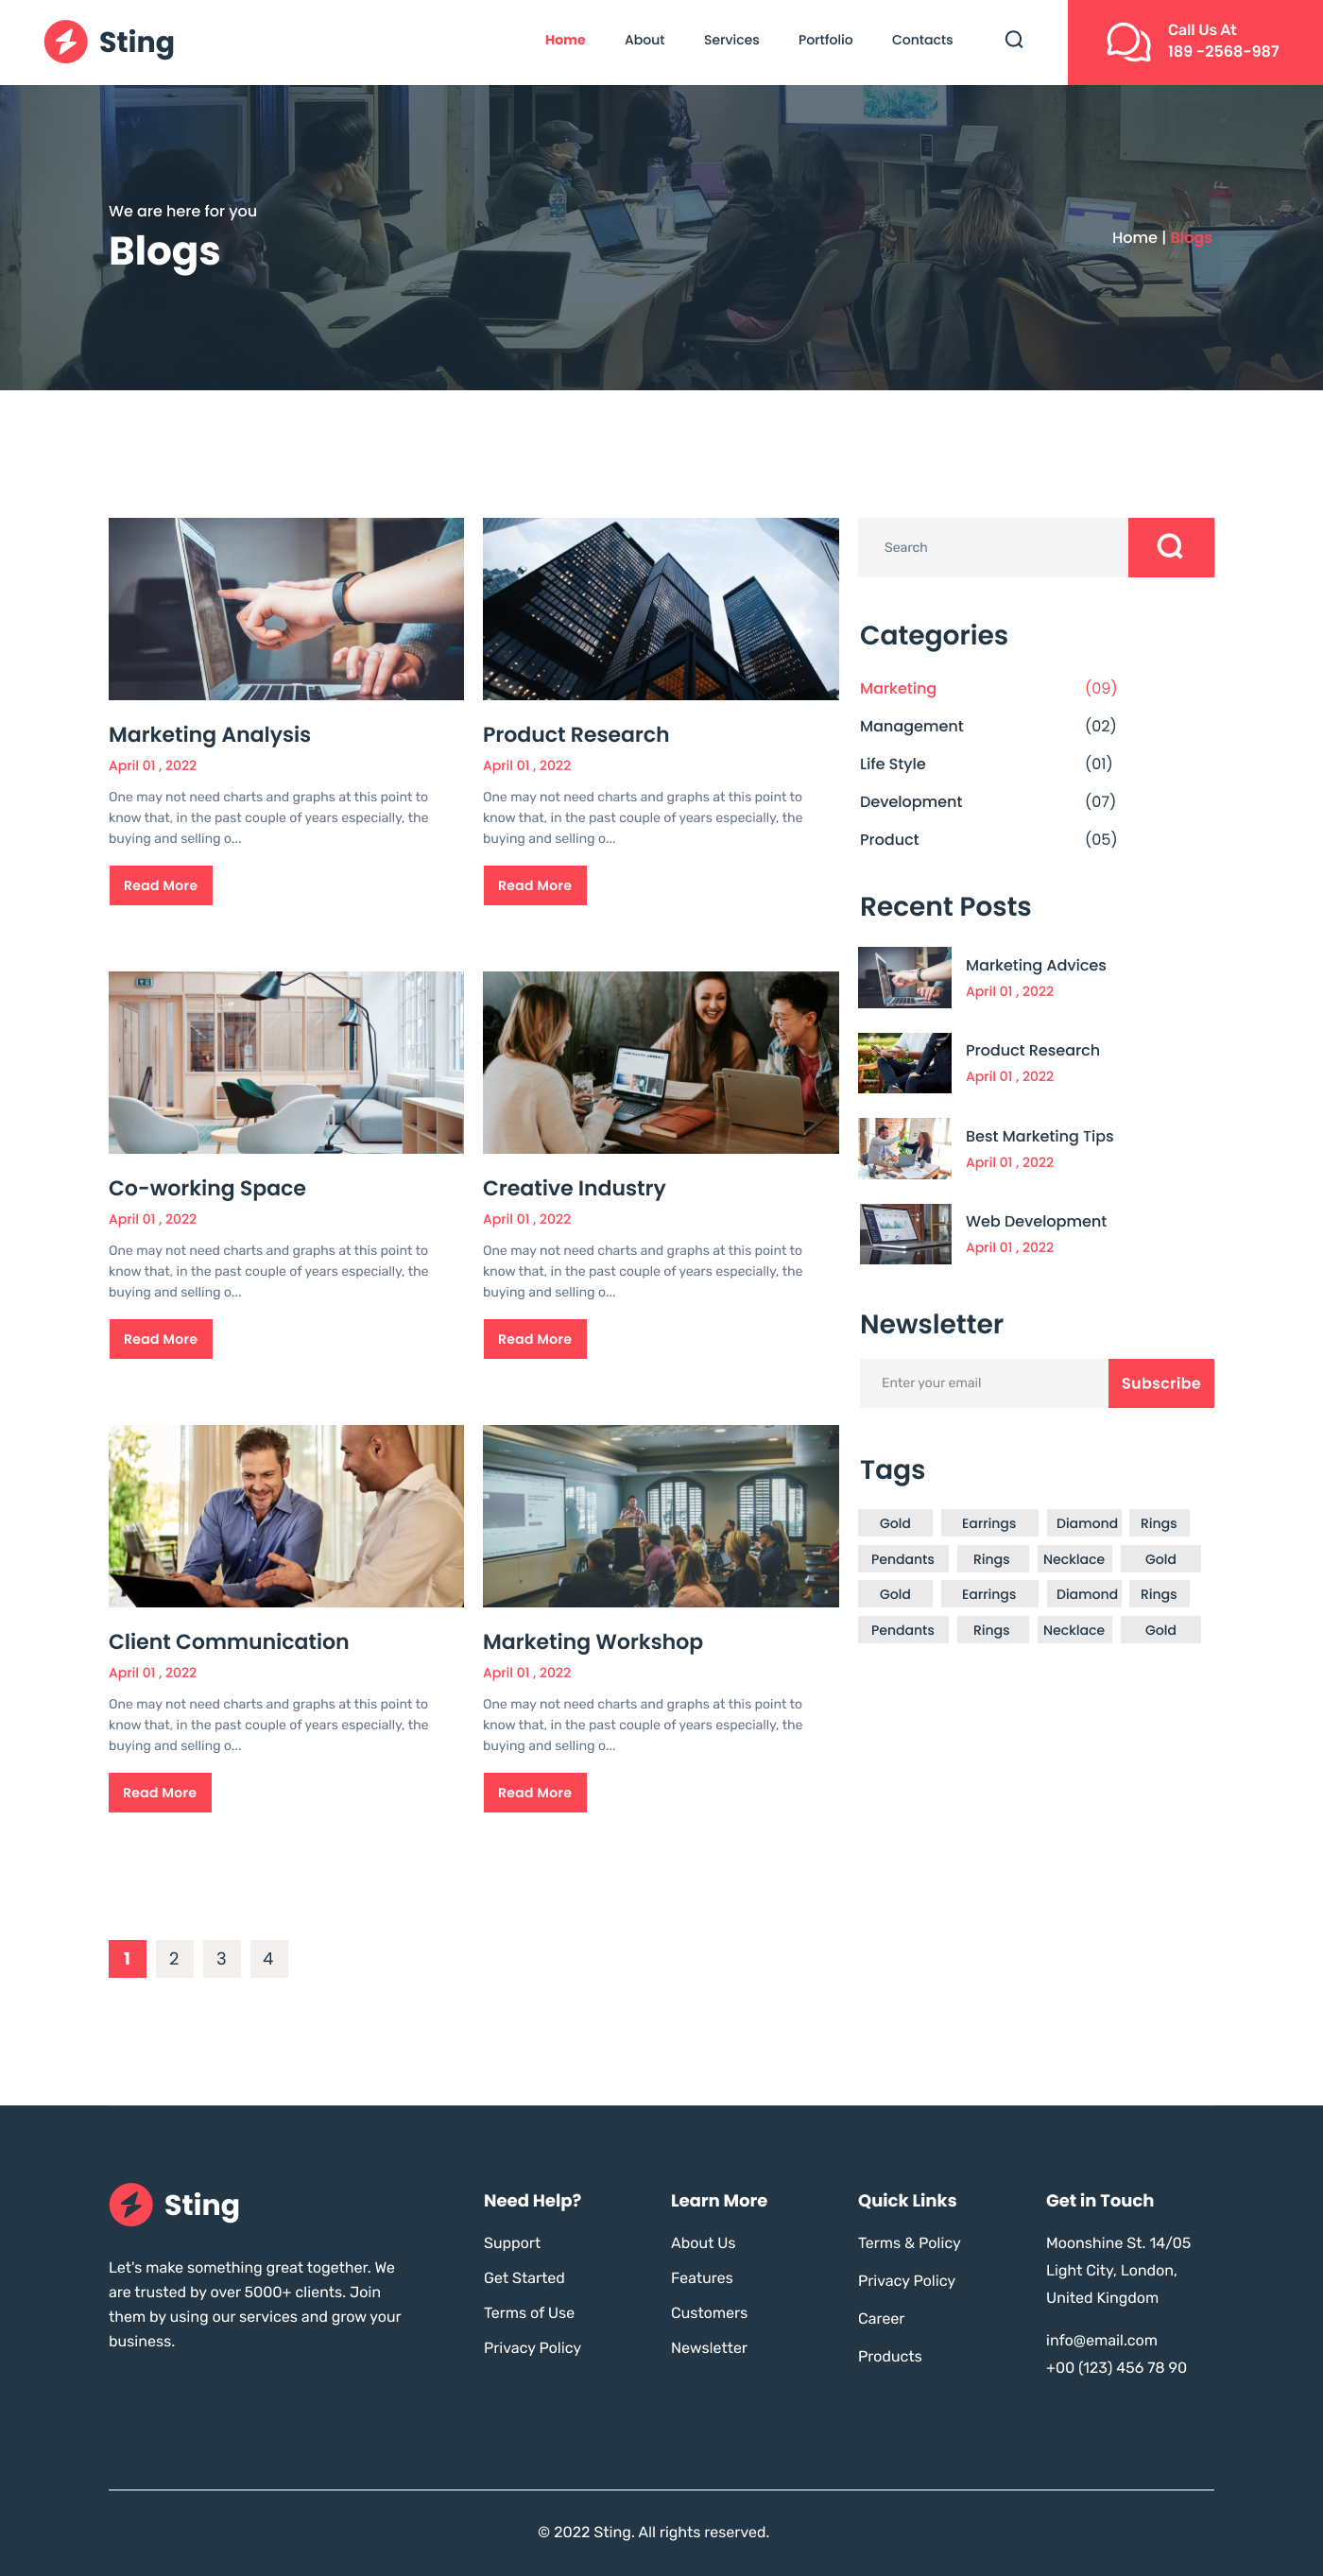 Sting
Home
About
Services
Portfolio
Contacts
Call Us At
189 -2568-987
We are here for you
Blogs
Home | Blogs
Marketing Analysis
April 01 , 2022
One may not need charts and graphs at this point to
know that, in the past couple of years especially, the
buying and selling o...
Read More
Product Research
April 01 , 2022
One may not need charts and graphs at this point to
know that, in the past couple of years especially, the
buying and selling o...
Read More
Co-working Space
April 01 , 2022
One may not need charts and graphs at this point to
know that, in the past couple of years especially, the
buying and selling o...
Read More
Creative Industry
April 01 , 2022
One may not need charts and graphs at this point to
know that, in the past couple of years especially, the
buying and selling o...
Read More
Client Communication
April 01 , 2022
One may not need charts and graphs at this point to
know that, in the past couple of years especially, the
buying and selling o...
Read More
Marketing Workshop
April 01 , 2022
One may not need charts and graphs at this point to
know that, in the past couple of years especially, the
buying and selling o...
Read More
1 2 3 4
Search
Categories
Marketing (09)
Management (02)
Life Style (01)
Development (07)
Product (05)
Recent Posts
Marketing Advices
April 01 , 2022
Product Research
April 01 , 2022
Best Marketing Tips
April 01 , 2022
Web Development
April 01 , 2022
Newsletter
Enter your email
Subscribe
Tags
Gold Earrings Diamond Rings
Pendants Rings Necklace Gold
Gold Earrings Diamond Rings
Pendants Rings Necklace Gold
Sting
Let's make something great together. We
are trusted by over 5000+ clients. Join
them by using our services and grow your
business.
Need Help?
Support
Get Started
Terms of Use
Privacy Policy
Learn More
About Us
Features
Customers
Newsletter
Quick Links
Terms & Policy
Privacy Policy
Career
Products
Get in Touch
Moonshine St. 14/05
Light City, London,
United Kingdom
info@email.com
+00 (123) 456 78 90
© 2022 Sting. All rights reserved.